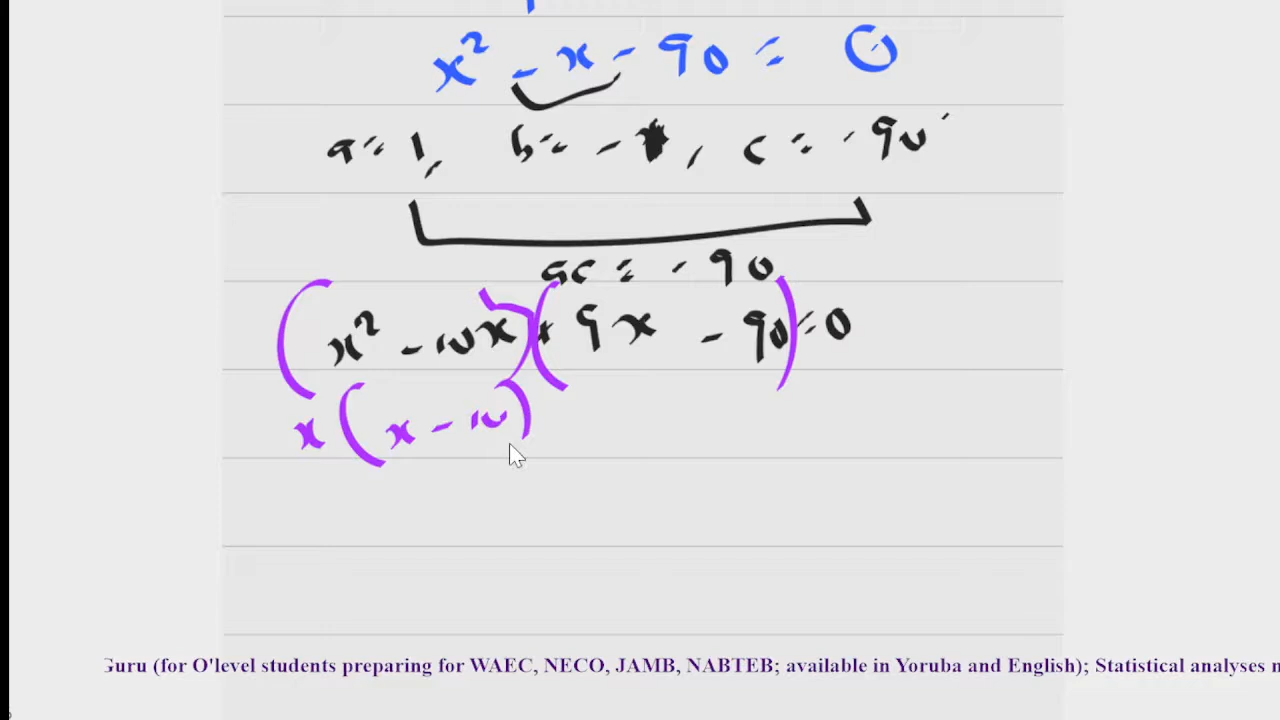 x² - x - 90 = 0
a = 1, b = -1, c = -90
ac = -90
(x² - 10x) + (9x - 90) = 0
x(x - 10)
Guru (for O'level students preparing for WAEC, NECO, JAMB, NABTEB; available in Yoruba and English); Statistical analyses